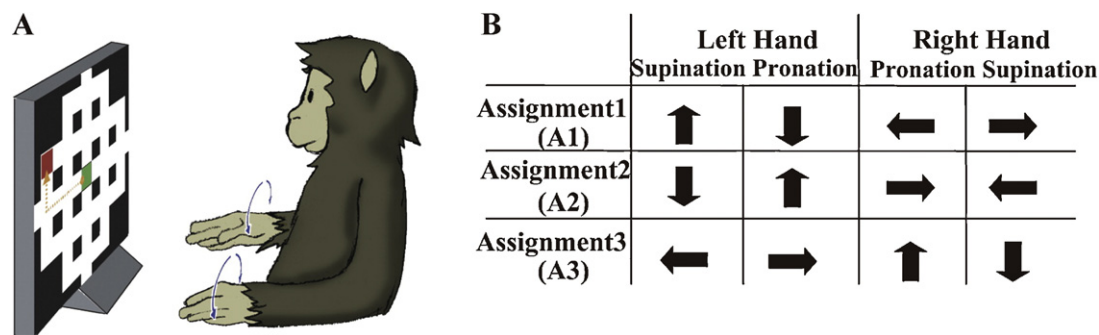 A
B
Left Hand Right Hand
Supination Pronation Pronation Supination
Assignment1
(A1)
Assignment2
(A2)
Assignment3
(A3)